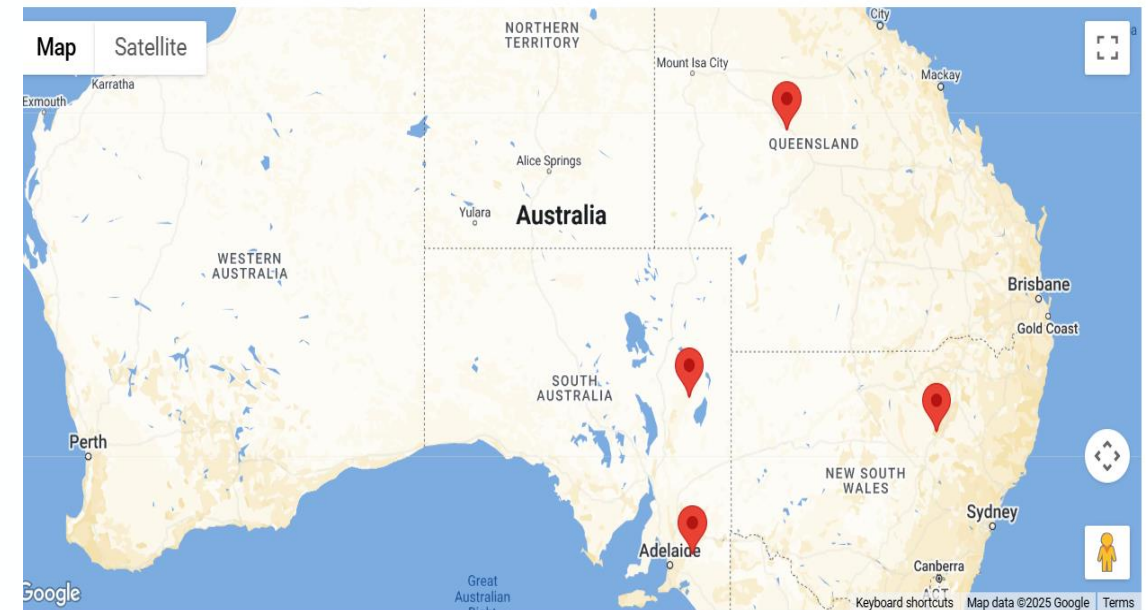 Map
Satellite
NORTHERN
TERRITORY
City
Mount Isa City
Mackay
Karratha
Exmouth
QUEENSLAND
Alice Springs
Yulara
Australia
WESTERN
AUSTRALIA
Brisbane
Gold Coast
SOUTH
AUSTRALIA
Perth
NEW SOUTH
WALES
Sydney
Adelaide
Canberra
ACT
Great
Australian
Google
Keyboard shortcuts
Map data ©2025 Google
Terms